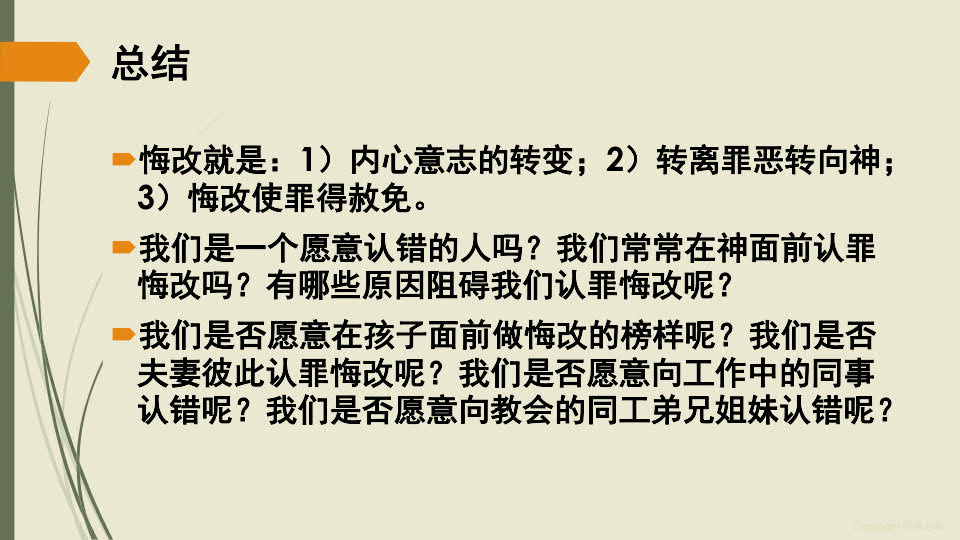 总结
悔改就是：1）内心意志的转变；2）转离罪恶转向神；
3）悔改使罪得赦免。
我们是一个愿意认错的人吗？我们常常在神面前认罪
悔改吗？有哪些原因阻碍我们认罪悔改呢？
我们是否愿意在孩子面前做悔改的榜样呢？我们是否
夫妻彼此认罪悔改呢？我们是否愿意向工作中的同事
认错呢？我们是否愿意向教会的同工弟兄姐妹认错呢？
Copyright